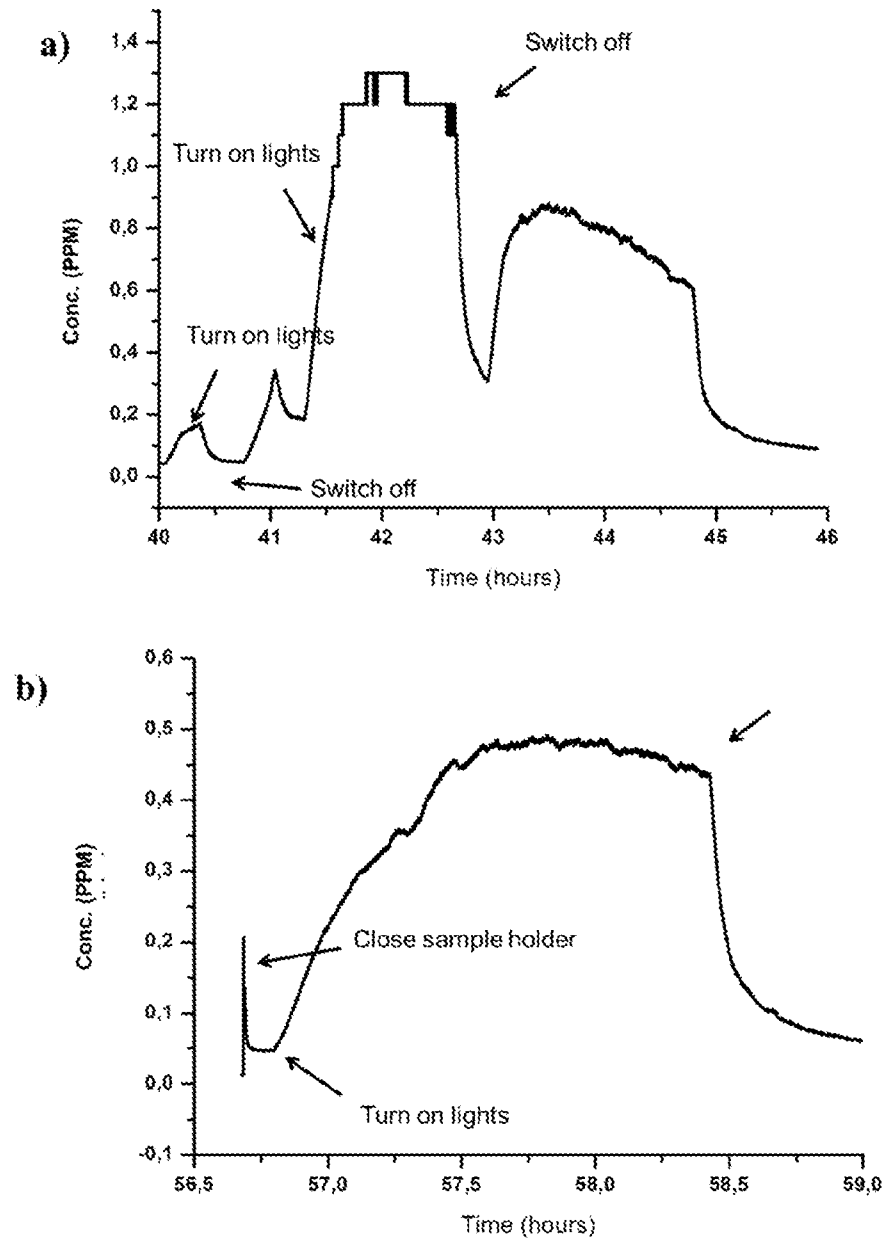 a)
Switch off
1,4
1,2
Turn on lights
1,0
0,8
0,6
Conc. (PPM)
Turn on lights
0,4
0,2
0,0
Switch off
40 41 42 43 44 45 46
Time (hours)
b)
0,6
0,5
0,4
0,3
Conc. (PPM)
0,2
Close sample holder
0,1
0,0
Turn on lights
-0,1
56,5 57,0 57,5 58,0 58,5 59,0
Time (hours)